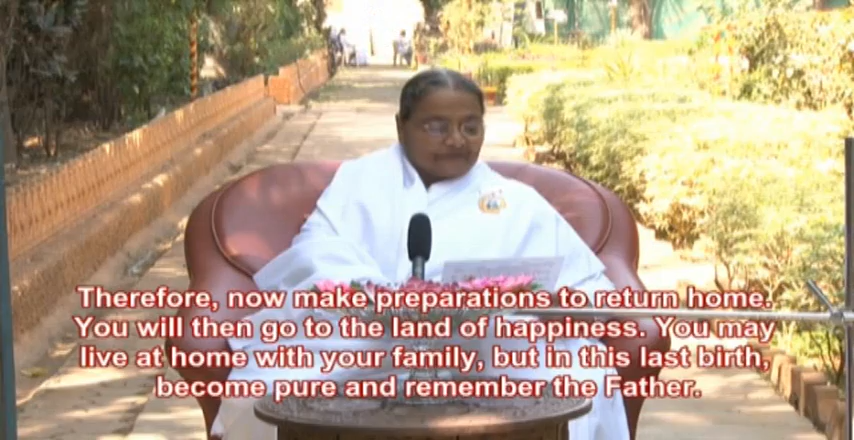 Therefore, now make preparations to return home.
You will then go to the land of happiness. You may
live at home with your family, but in this last birth,
become pure and remember the Father.